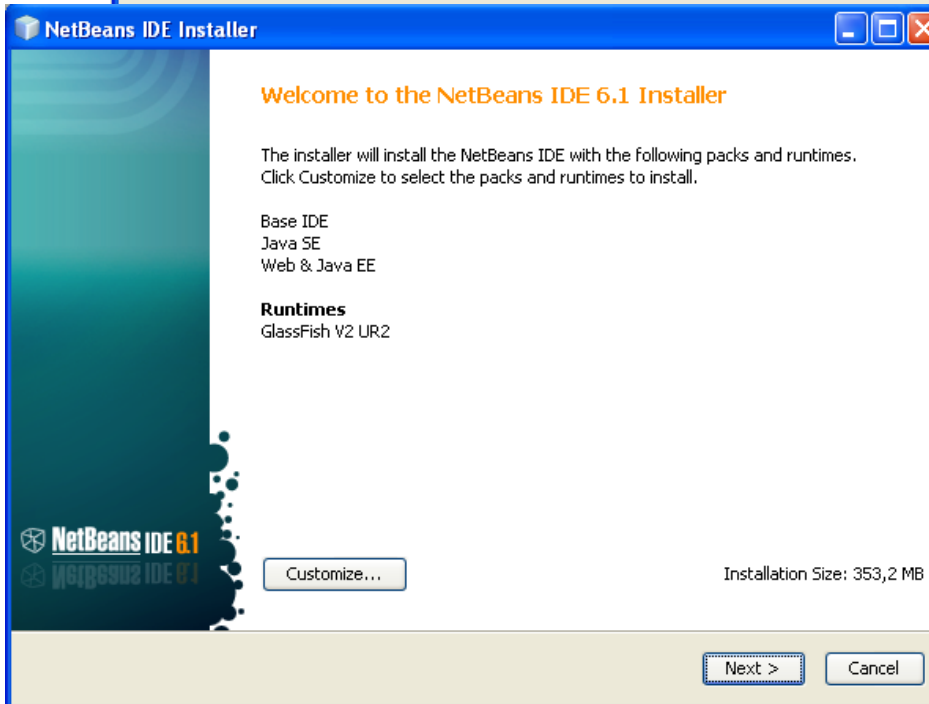 NetBeans IDE Installer
Welcome to the NetBeans IDE 6.1 Installer
The installer will install the NetBeans IDE with the following packs and runtimes.
Click Customize to select the packs and runtimes to install.
Base IDE
Java SE
Web & Java EE
Runtimes
GlassFish V2 UR2
NetBeans IDE 6.1
Customize...
Installation Size: 353,2 MB
Next >
Cancel